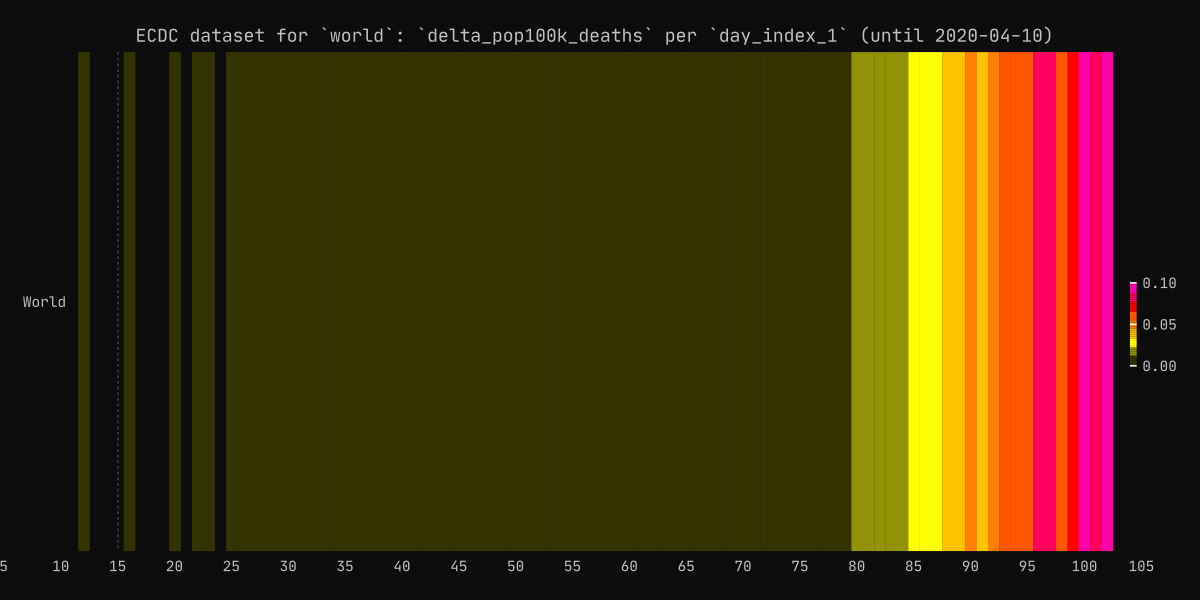 ECDC dataset for `world`: `delta_pop100k_deaths` per `day_index_1` (until 2020-04-10)
World
0.10
0.05
0.00
5 10 15 20 25 30 35 40 45 50 55 60 65 70 75 80 85 90 95 100 105